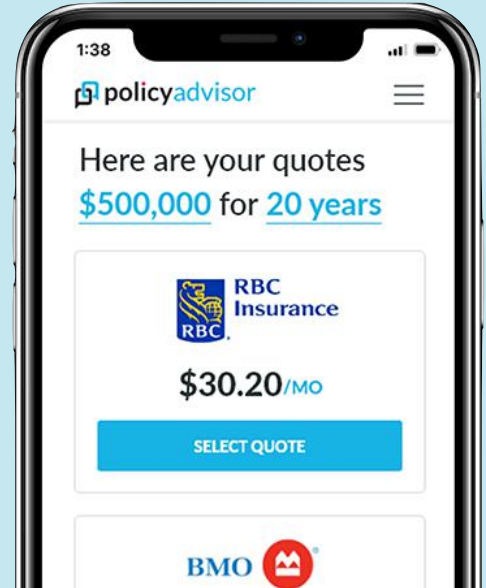 1:38
policyadvisor
Here are your quotes
$500,000 for 20 years
RBC
Insurance
RBC
$30.20/MO
SELECT QUOTE
BMO